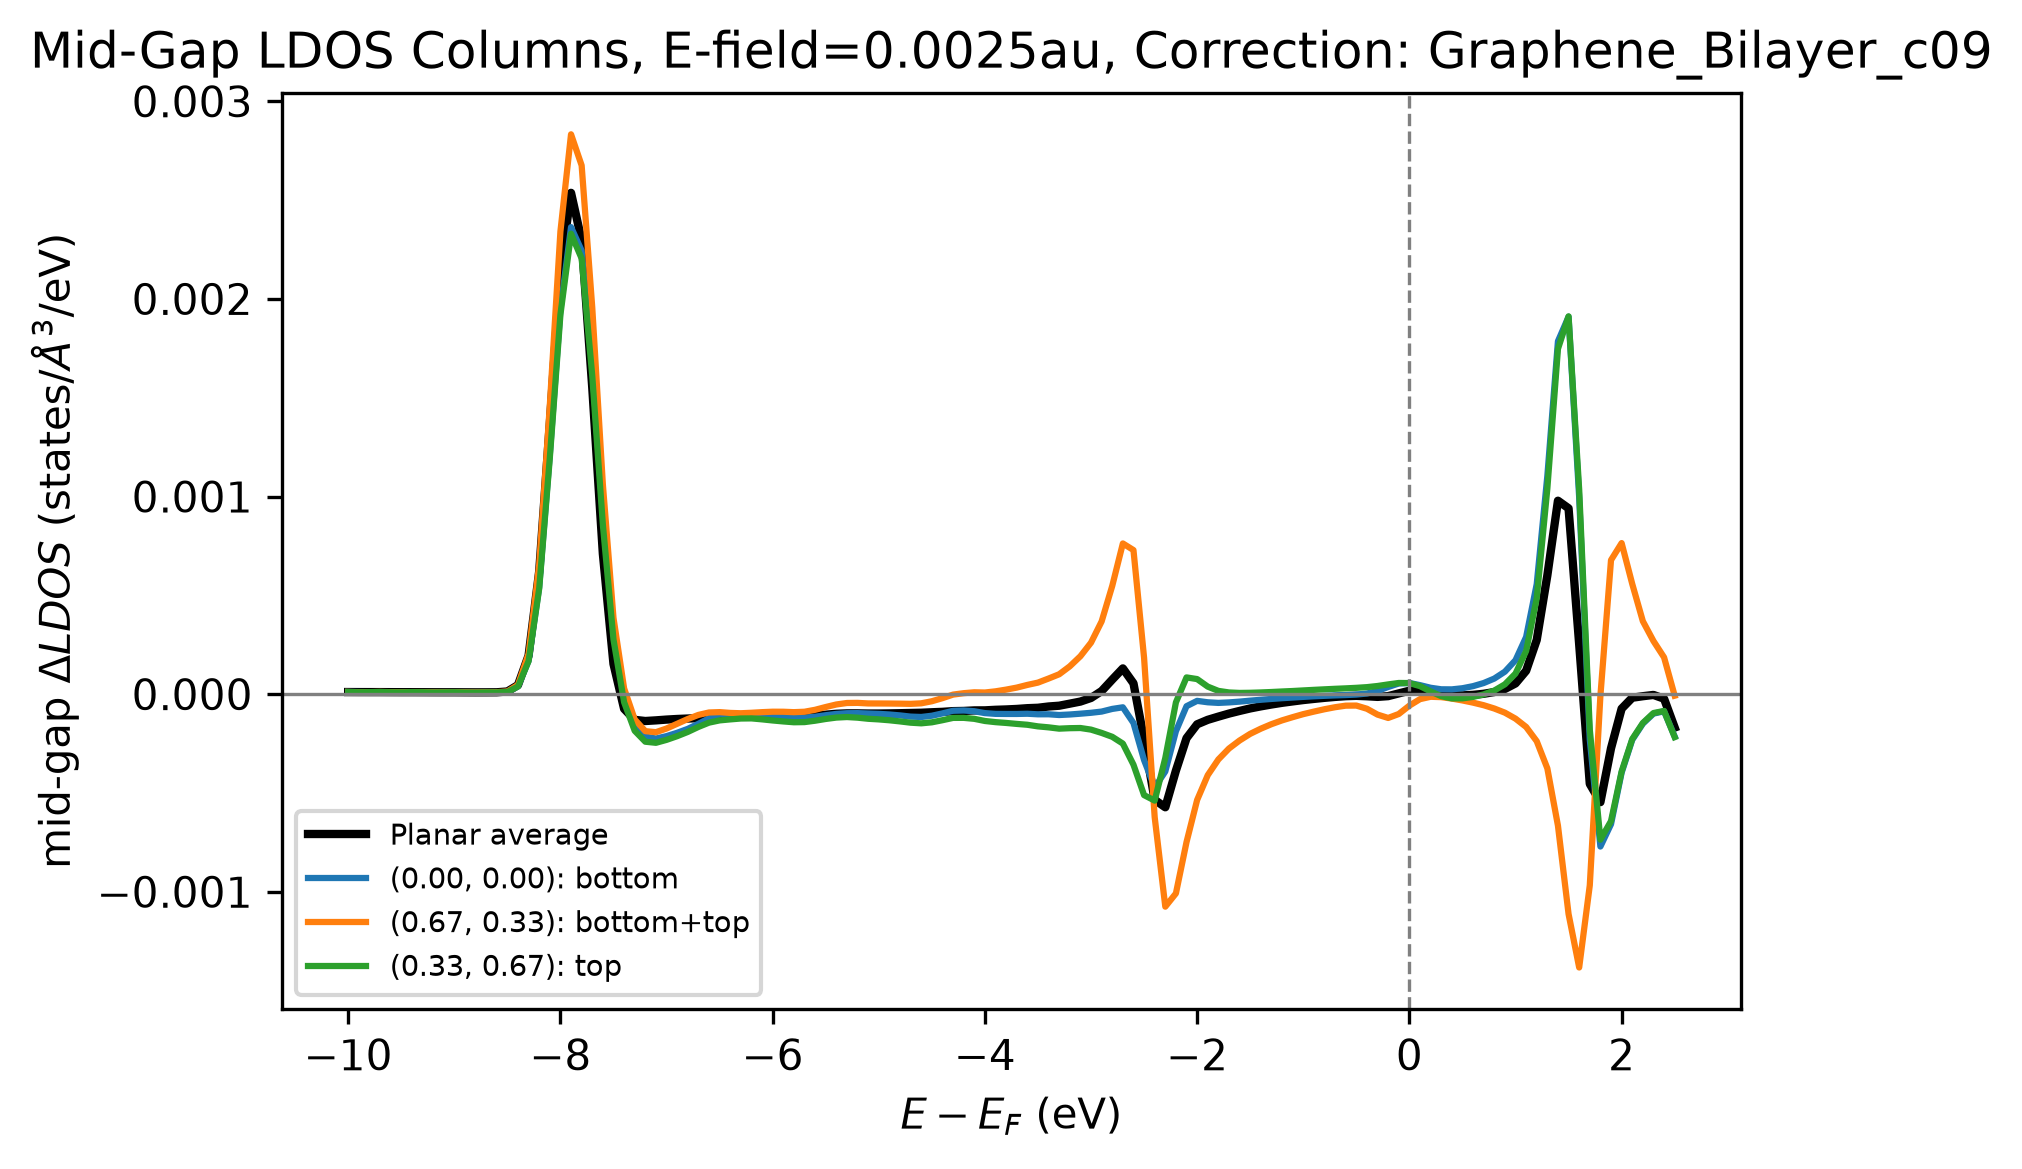 Mid-Gap LDOS Columns, E-field=0.0025au, Correction: Graphene_Bilayer_c09
0.003
0.002
0.001
0.000
−0.001
mid-gap ΔLDOS (states/Å³/eV)
Planar average
(0.00, 0.00): bottom
(0.67, 0.33): bottom+top
(0.33, 0.67): top
−10 −8 −6 −4 −2 0 2
E − E_F (eV)